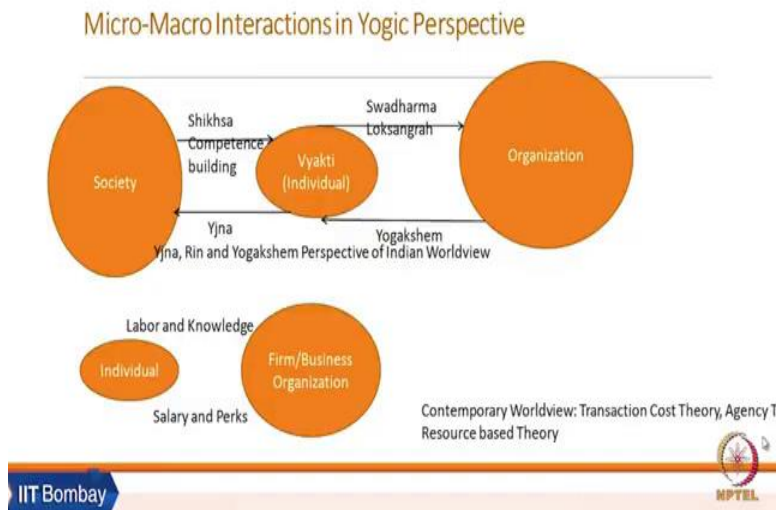 Micro-Macro Interactions in Yogic Perspective
Shikhsa
Competence
building
Swadharma
Loksangrah
Society
Vyakti
(Individual)
Organization
Yjna
Yogakshem
Yjna, Rin and Yogakshem Perspective of Indian Worldview
Labor and Knowledge
Individual
Firm/Business
Organization
Salary and Perks
Contemporary Worldview: Transaction Cost Theory, Agency T
Resource based Theory
IIT Bombay
NPTEL